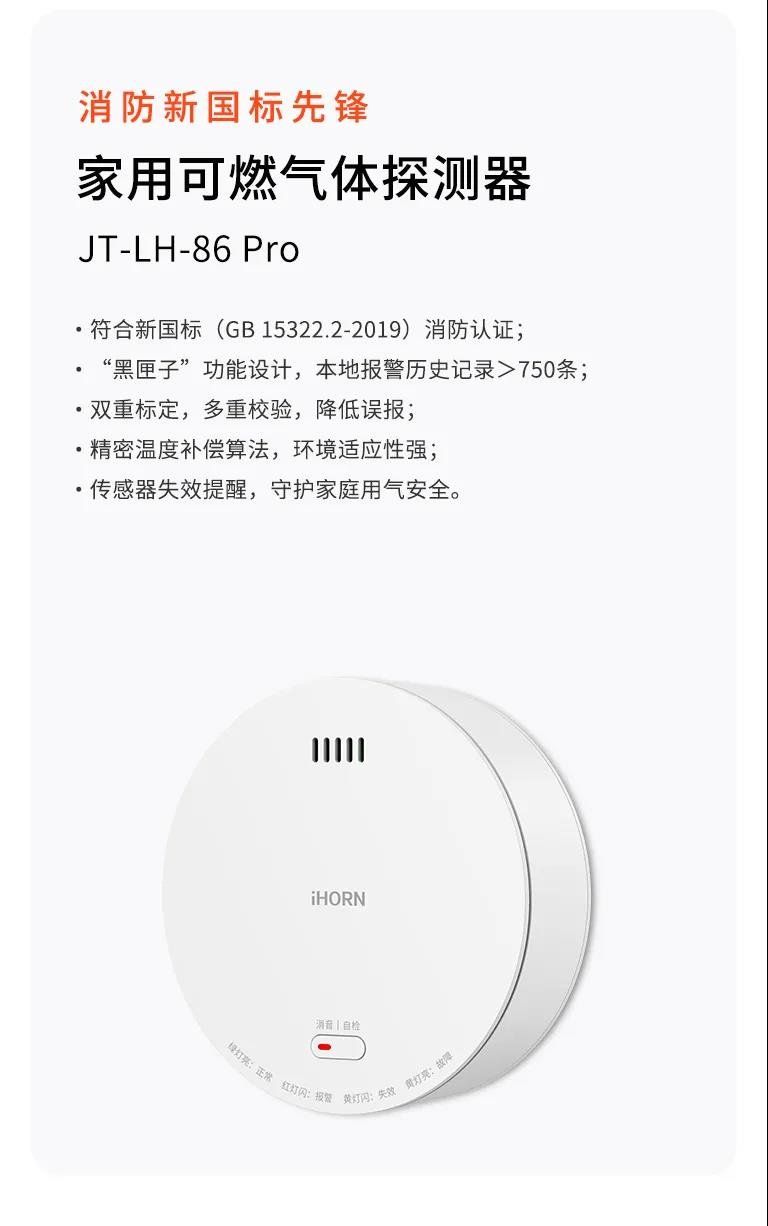 消防新国标先锋
家用可燃气体探测器
JT-LH-86 Pro
• 符合新国标（GB 15322.2-2019）消防认证；
• “黑匣子”功能设计，本地报警历史记录＞750条；
• 双重标定，多重校验，降低误报；
• 精密温度补偿算法，环境适应性强；
• 传感器失效提醒，守护家庭用气安全。
iHORN
消音 | 自检
绿灯亮：正常 红灯闪：报警 黄灯闪：失效 黄灯亮：故障